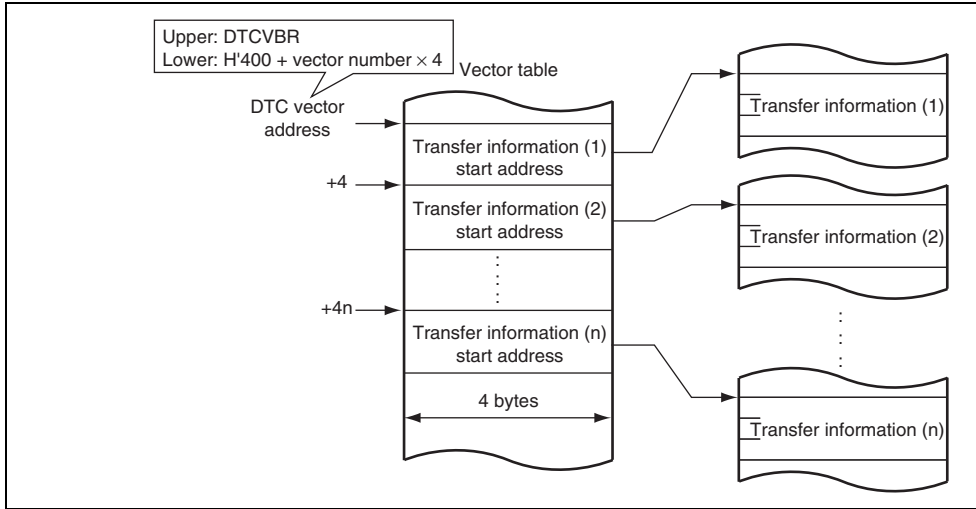 Upper: DTCVBR
Lower: H'400 + vector number × 4
Vector table
DTC vector
address
Transfer information (1)
start address
+4
Transfer information (2)
start address
+4n
Transfer information (n)
start address
4 bytes
Transfer information (1)
Transfer information (2)
Transfer information (n)